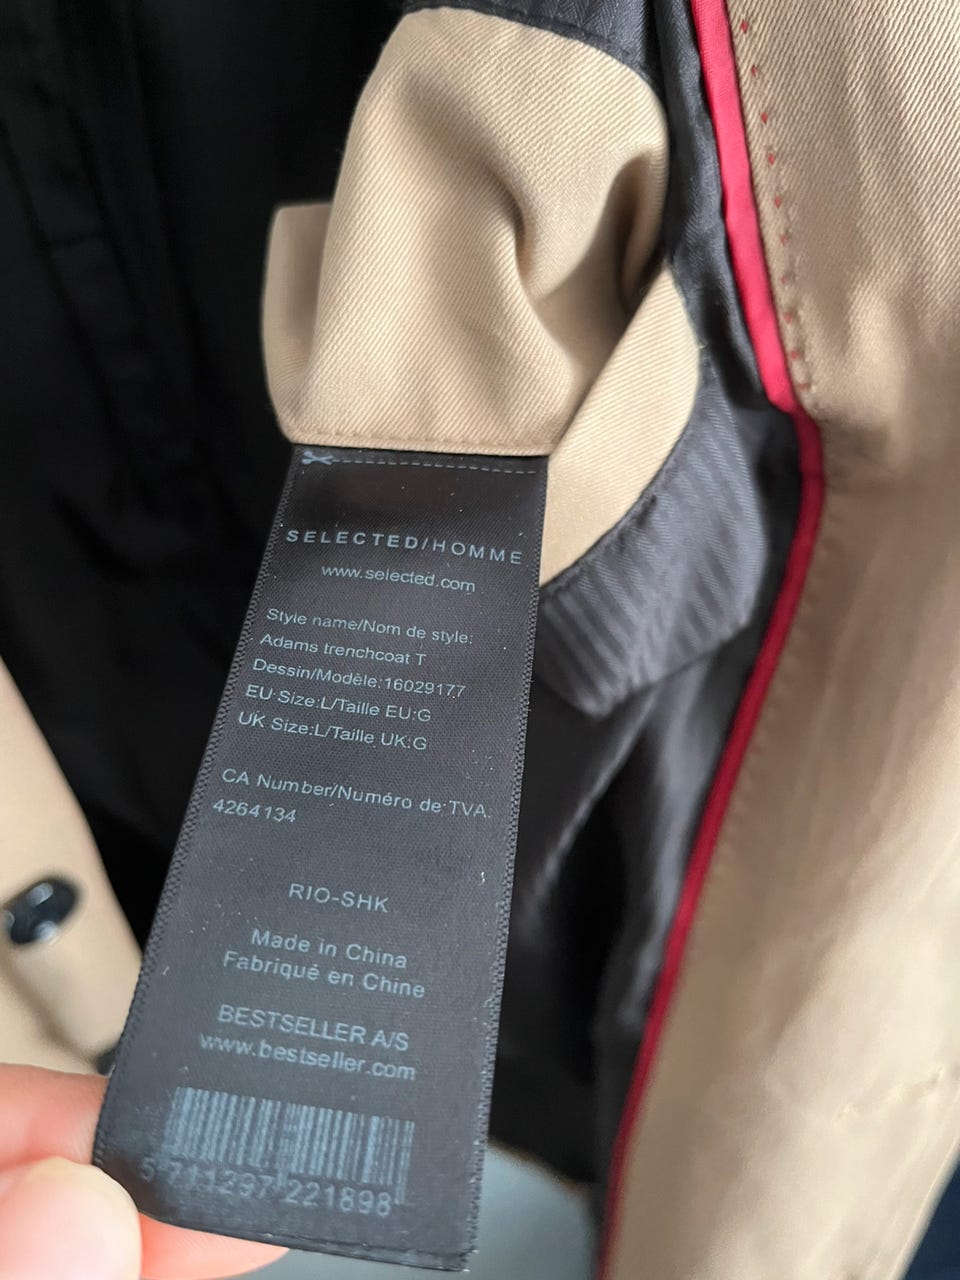 SELECTED/HOMME
www.selected.com
Style name/Nom de style:
Adams trenchcoat T
Dessin/Modèle:16029177
EU Size:L/Taille EU:G
UK Size:L/Taille UK:G
CA Number/Numéro de TVA.
4264134
RIO-SHK
Made in China
Fabriqué en Chine
BESTSELLER A/S
www.bestseller.com
5 711297 221898